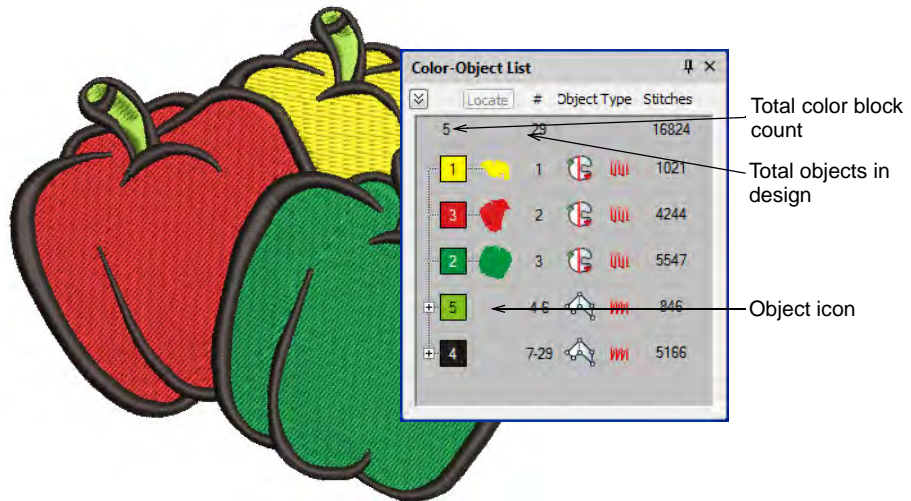 Color-Object List
Locate # Object Type Stitches
5 29 16824
1 1 1021
3 2 4244
2 3 5547
5 4-6 846
4 7-29 5166
Total color block
count
Total objects in
design
Object icon